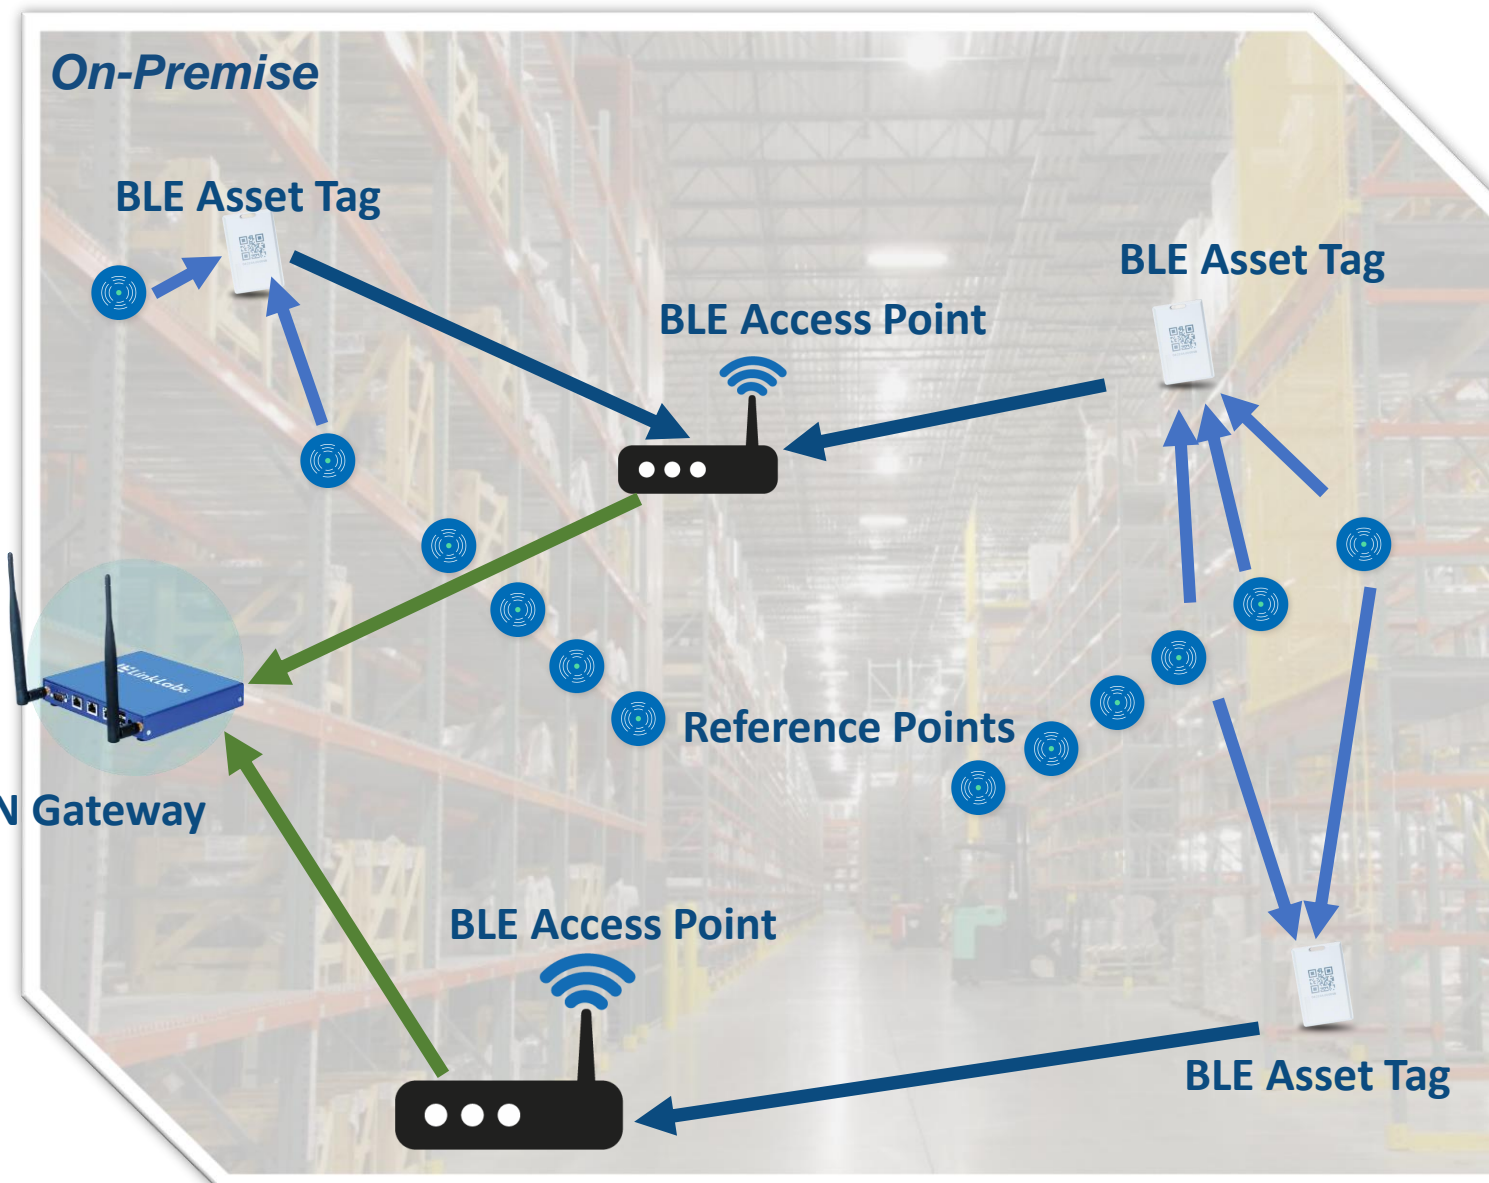 On-Premise
BLE Asset Tag
BLE Asset Tag
BLE Access Point
LinkLabs
Reference Points
N Gateway
BLE Access Point
BLE Asset Tag